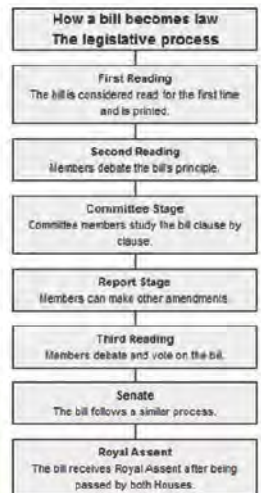 How a bill becomes law
The legislative process
First Reading
The bill is considered read for the first time
and is printed.
Second Reading
Members debate the bill's principle.
Committee Stage
Committee members study the bill clause by
clause.
Report Stage
Members can make other amendments
Third Reading
Members debate and vote on the bill.
Senate
The bill follows a similar process.
Royal Assent
The bill receives Royal Assent after being
passed by both Houses.